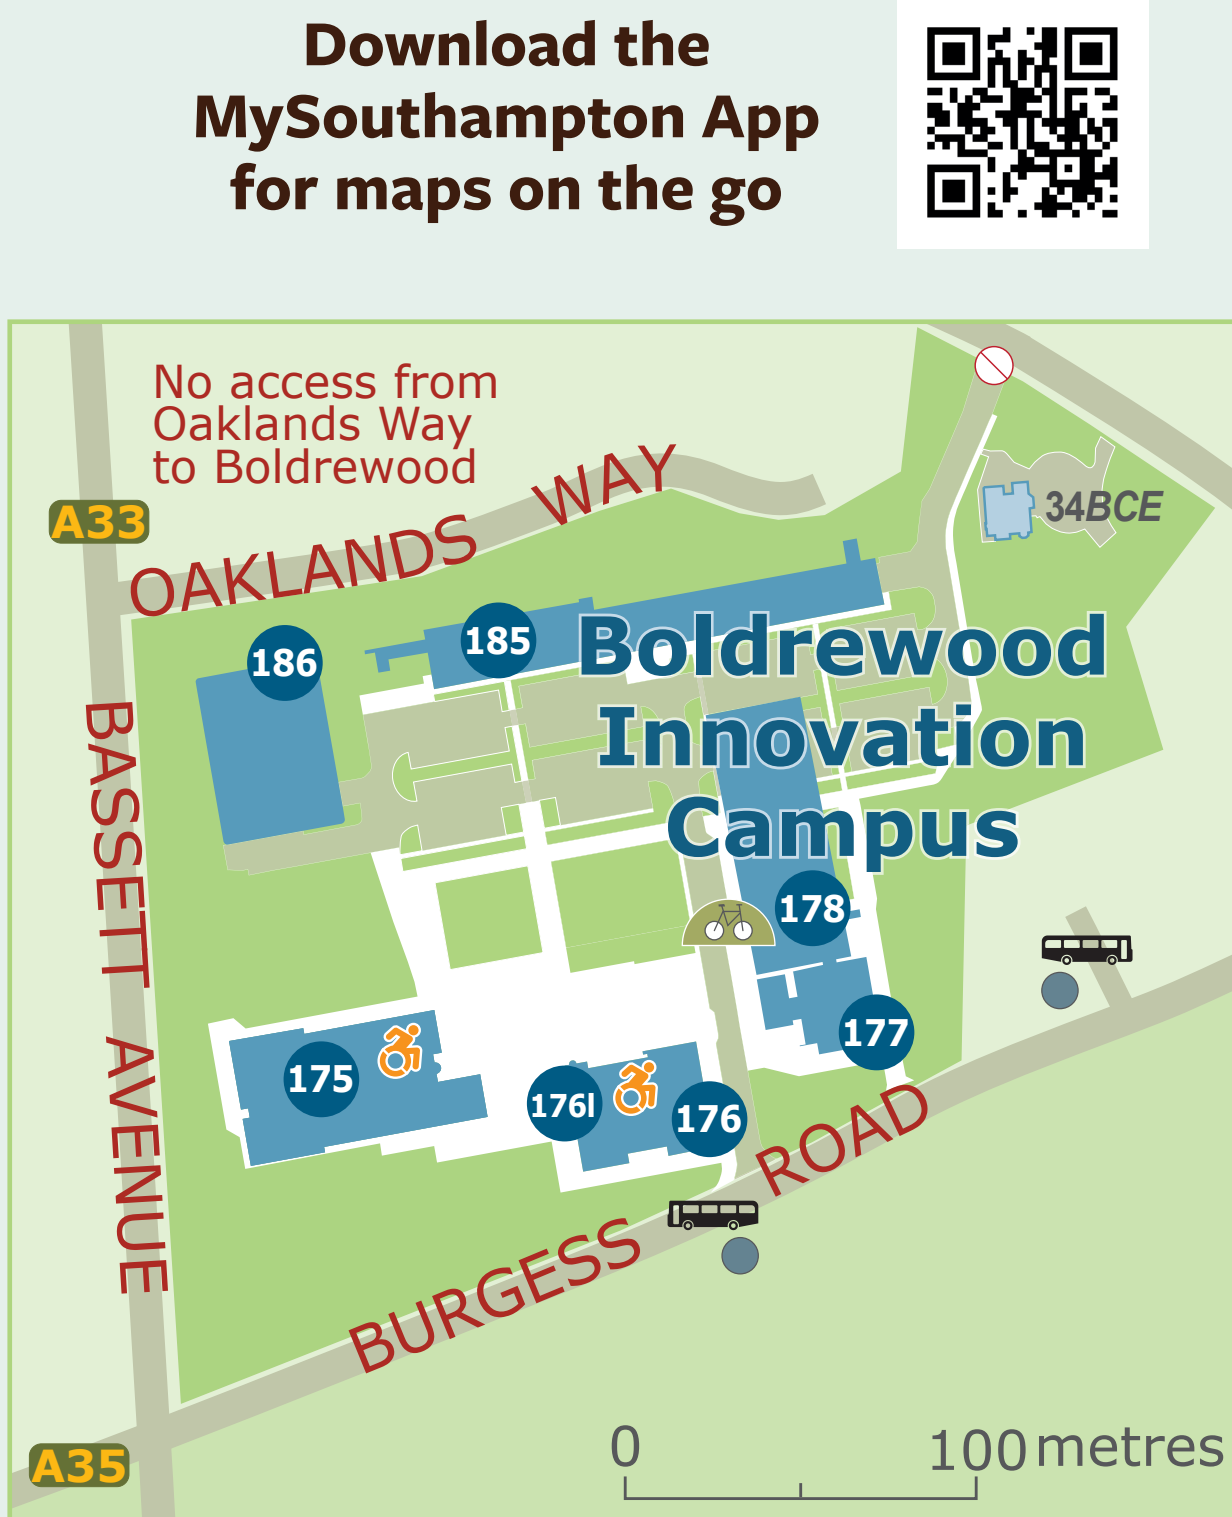 Download the
MySouthampton App
for maps on the go
No access from
Oaklands Way
to Boldrewood
A33
OAKLANDS WAY
34BCE
186
185
Boldrewood
Innovation
Campus
BASSETT AVENUE
178
177
175
176l
176
BURGESS ROAD
A35
0
100 metres